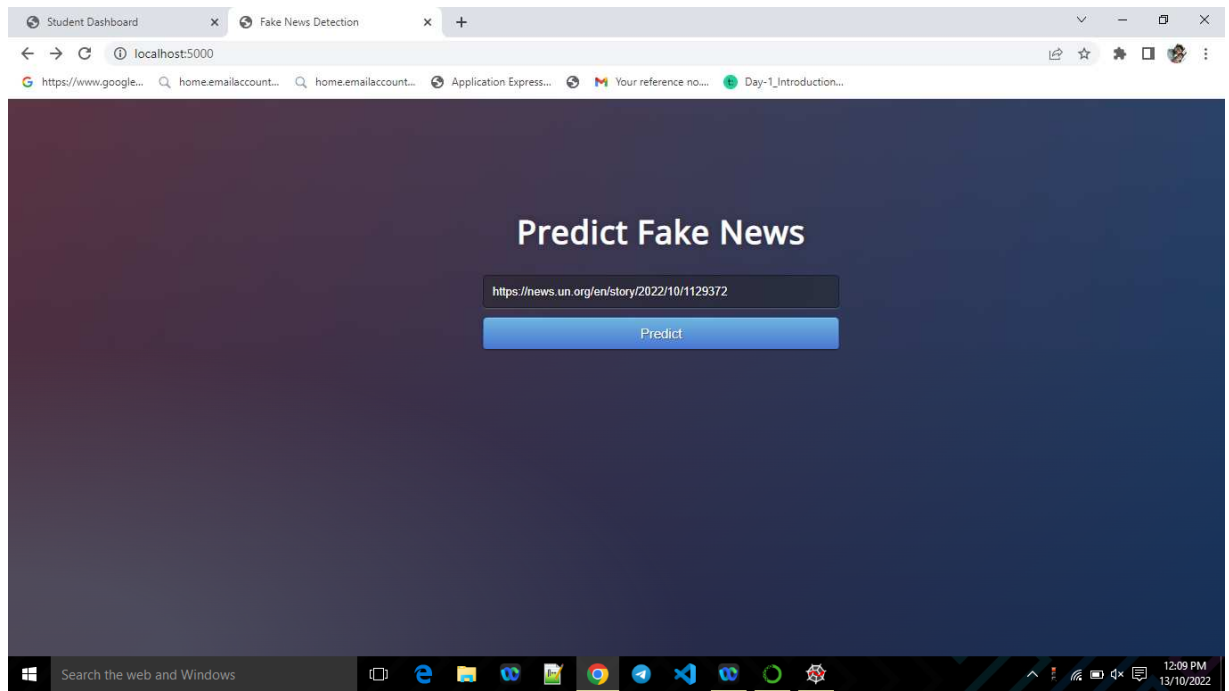 Student Dashboard
Fake News Detection
localhost:5000
https://www.google...
home.emailaccount...
home.emailaccount...
Application Express...
Your reference no....
Day-1_Introduction...
Predict Fake News
https://news.un.org/en/story/2022/10/1129372
Predict
Search the web and Windows
12:09 PM
13/10/2022